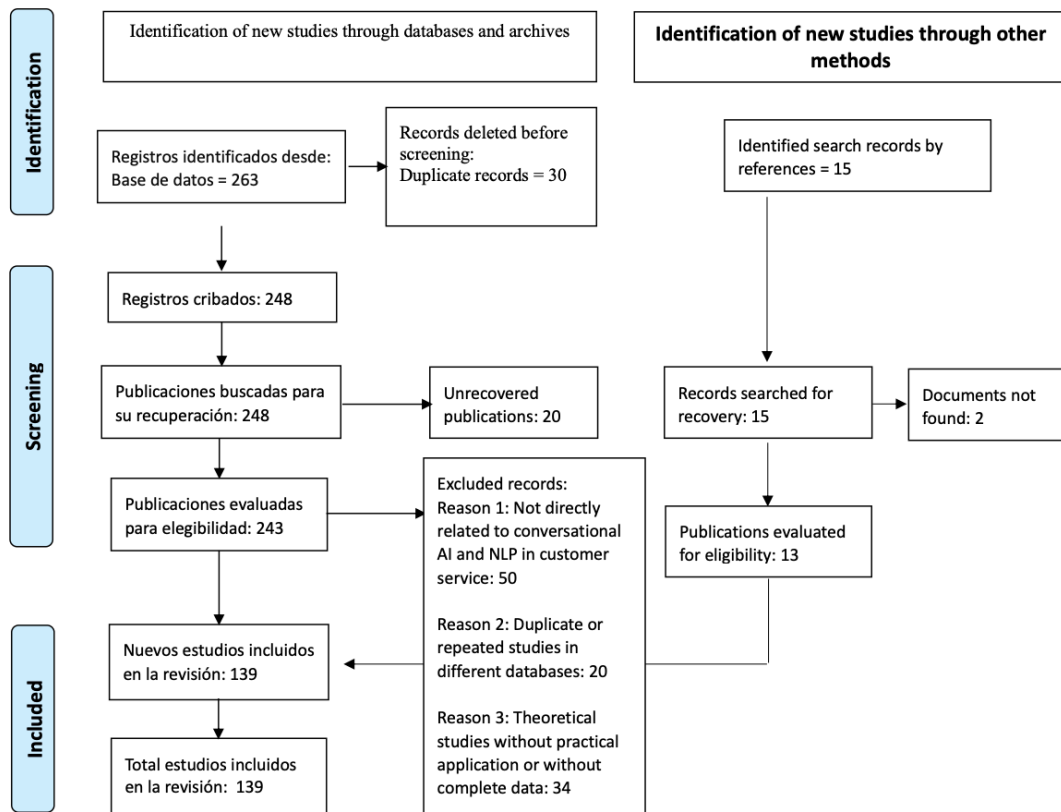 Identification
Identification of new studies through databases and archives
Identification of new studies through other
methods
Registros identificados desde:
Base de datos = 263
Records deleted before
screening:
Duplicate records = 30
Identified search records by
references = 15
Screening
Registros cribados: 248
Publicaciones buscadas para
su recuperación: 248
Unrecovered
publications: 20
Records searched for
recovery: 15
Documents not
found: 2
Publicaciones evaluadas
para elegibilidad: 243
Excluded records:
Reason 1: Not directly
related to conversational
AI and NLP in customer
service: 50
Reason 2: Duplicate or
repeated studies in
different databases: 20
Reason 3: Theoretical
studies without practical
application or without
complete data: 34
Publications evaluated
for eligibility: 13
Included
Nuevos estudios incluidos
en la revisión: 139
Total estudios incluidos
en la revisión: 139